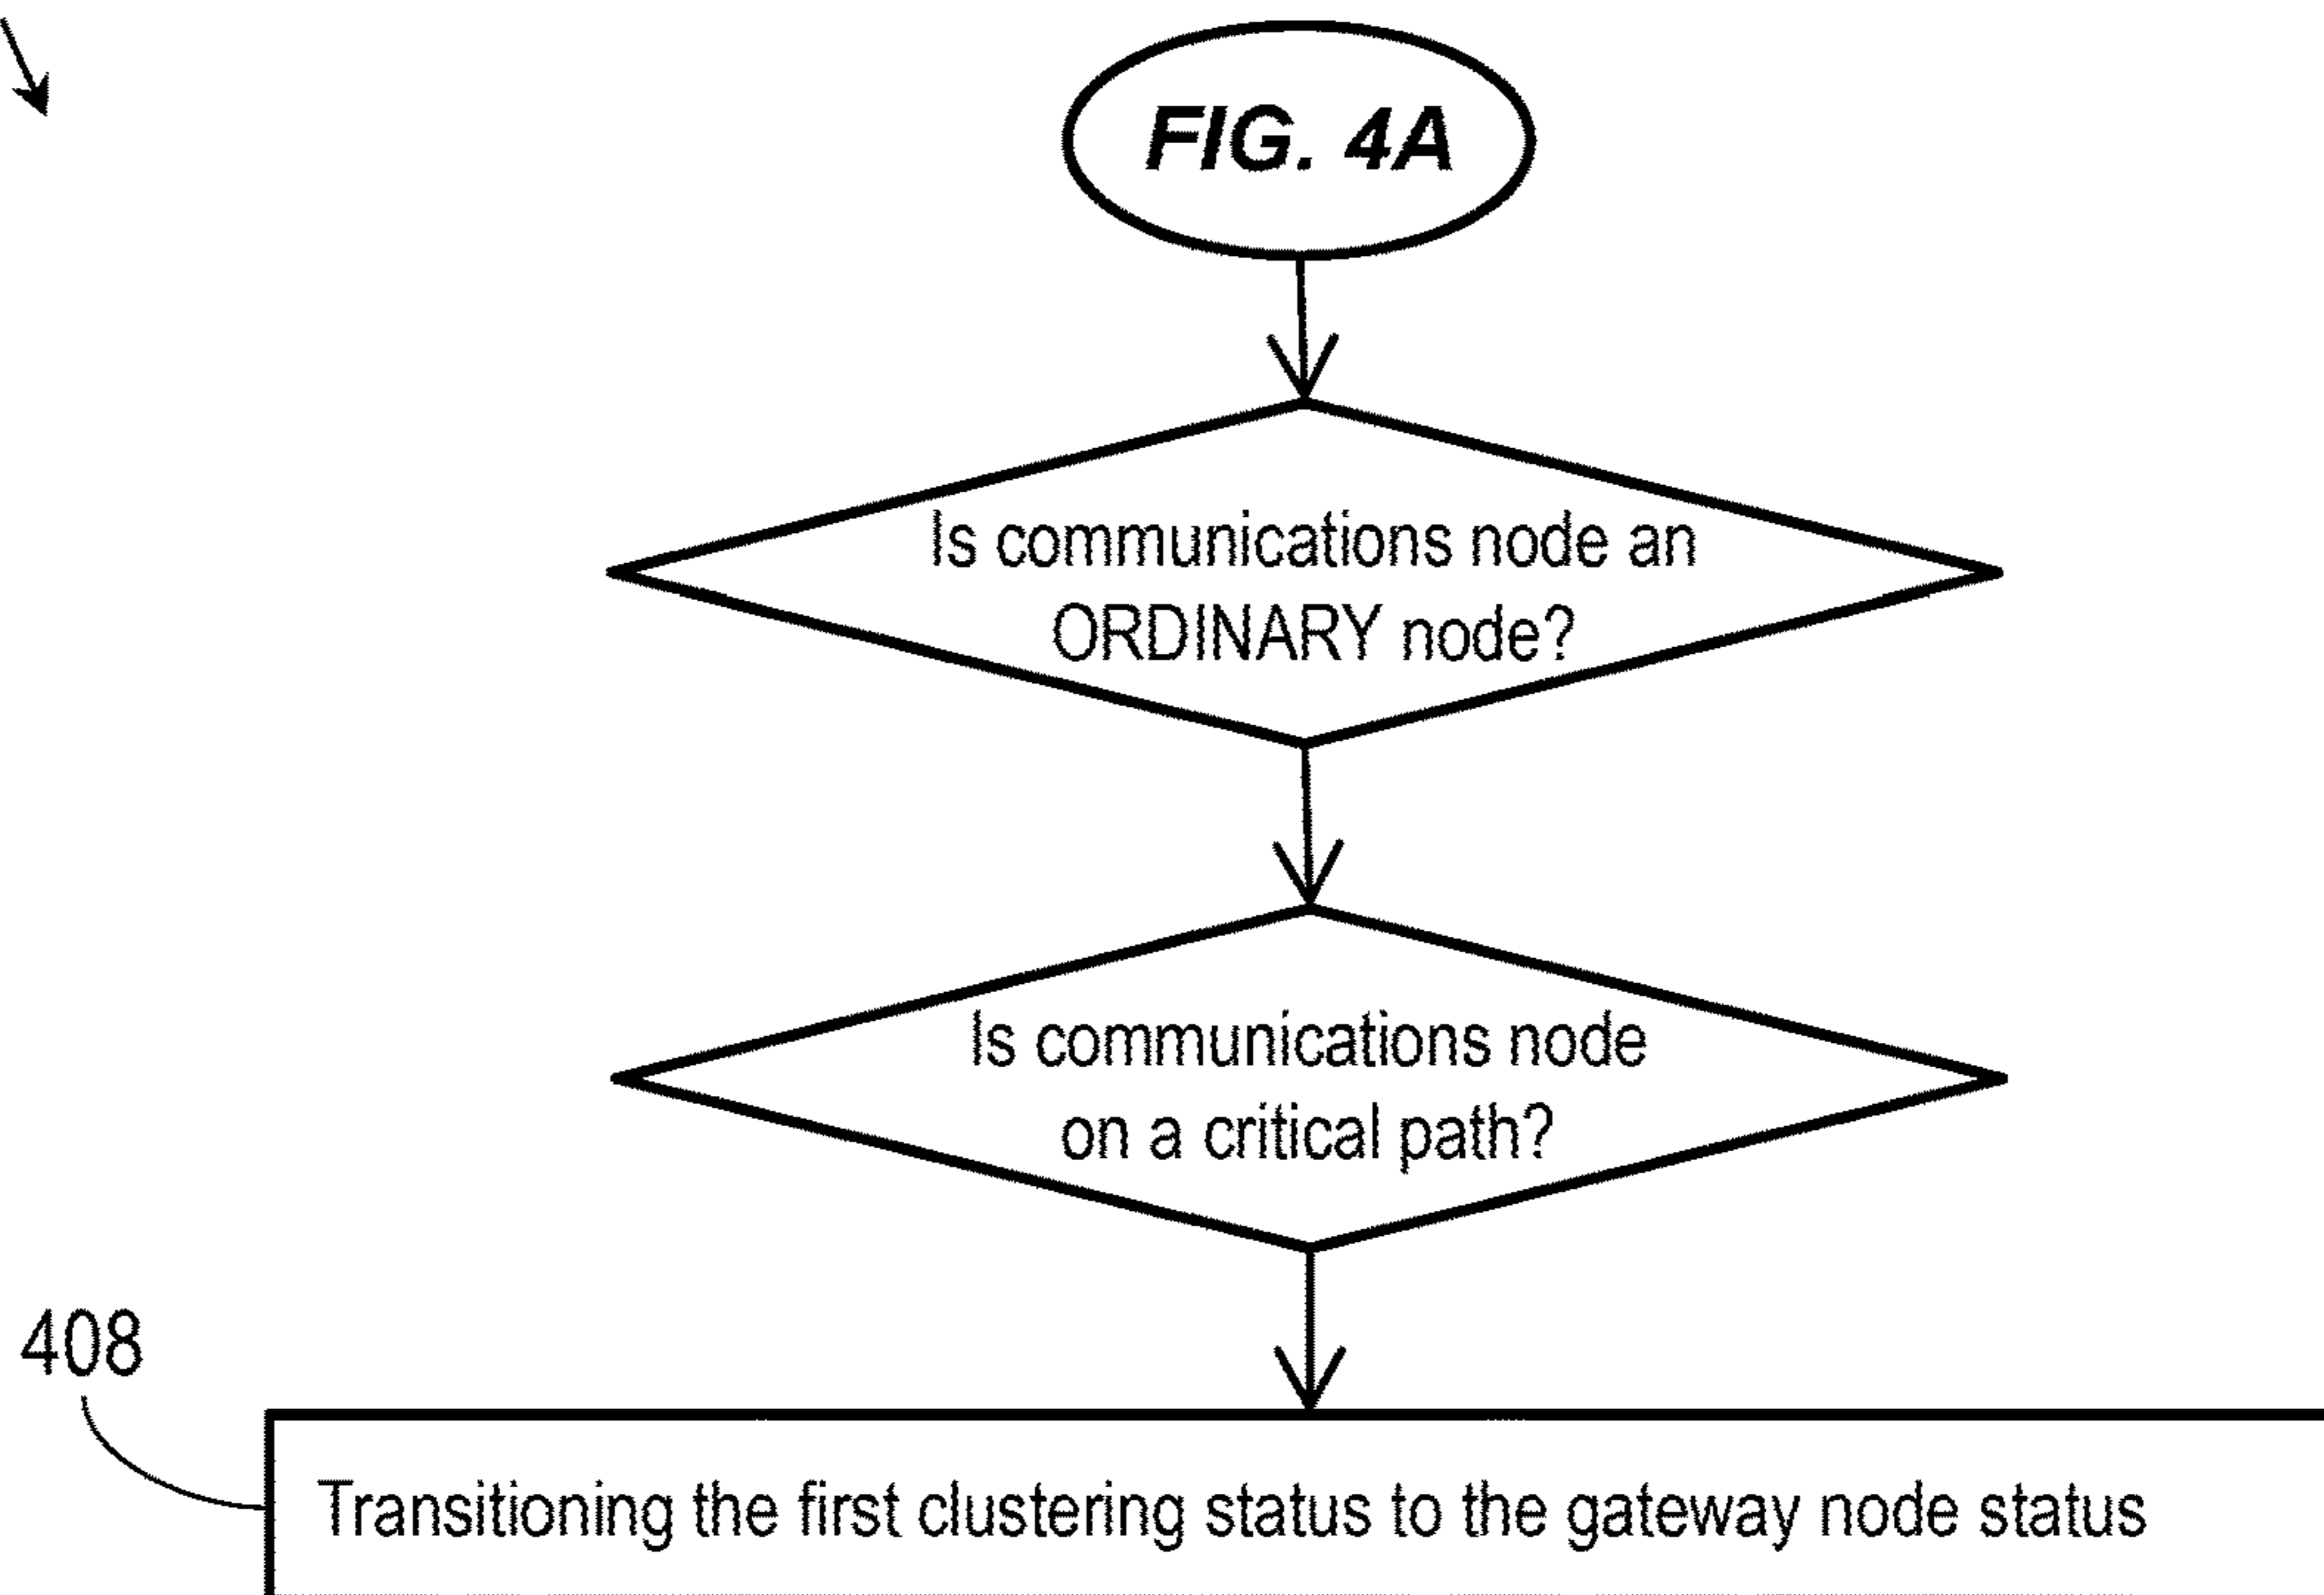 FIG. 4A
Is communications node an
ORDINARY node?
Is communications node
on a critical path?
408
Transitioning the first clustering status to the gateway node status